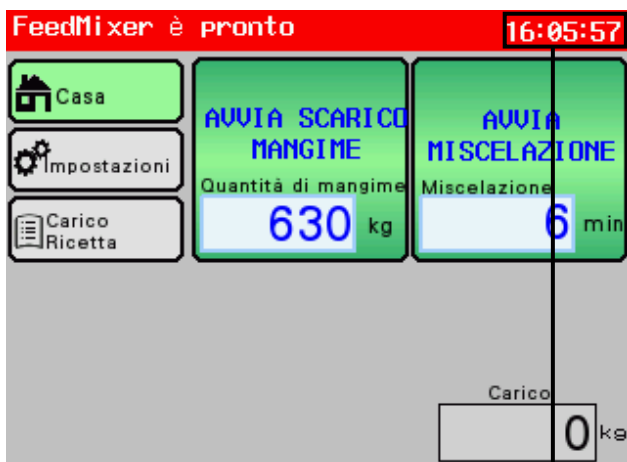 FeedMixer è pronto 16:05:57
Casa
Impostazioni
Carico
Ricetta
AVVIA SCARICO
MANGIME
Quantità di mangime
630 kg
AVVIA
MISCELAZIONE
Miscelazione
6 min
Carico
0 kg